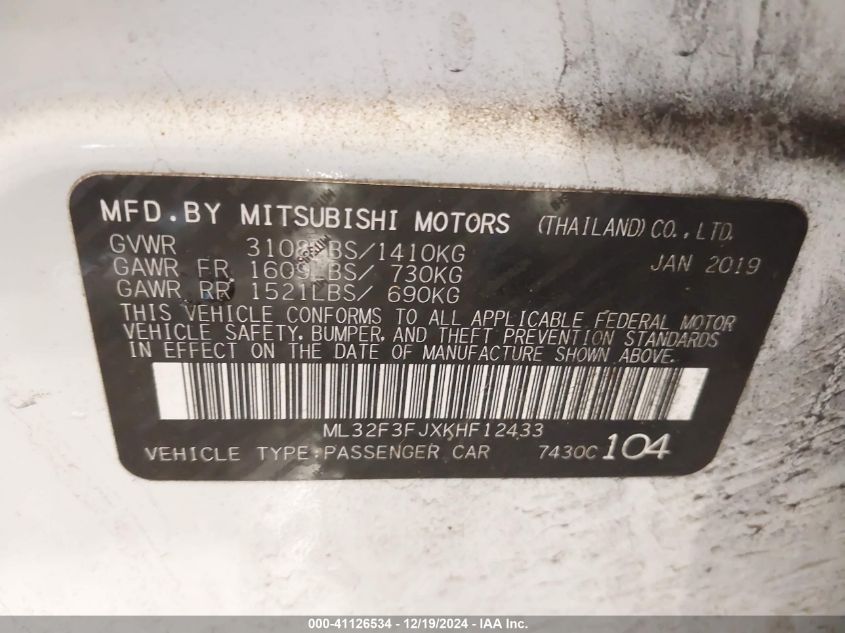 MFD.BY MITSUBISHI MOTORS (THAILAND) CO., LTD.
GVWR 3108LBS/1410KG JAN 2019
GAWR FR 1609LBS/ 730KG
GAWR RR 1521LBS/ 690KG
THIS VEHICLE CONFORMS TO ALL APPLICABLE FEDERAL MOTOR
VEHICLE SAFETY, BUMPER, AND THEFT PREVENTION STANDARDS
IN EFFECT ON THE DATE OF MANUFACTURE SHOWN ABOVE.
ML32F3FJXKHF12433
VEHICLE TYPE:PASSENGER CAR 7430C 104
000-41126534 - 12/19/2024 - IAA Inc.